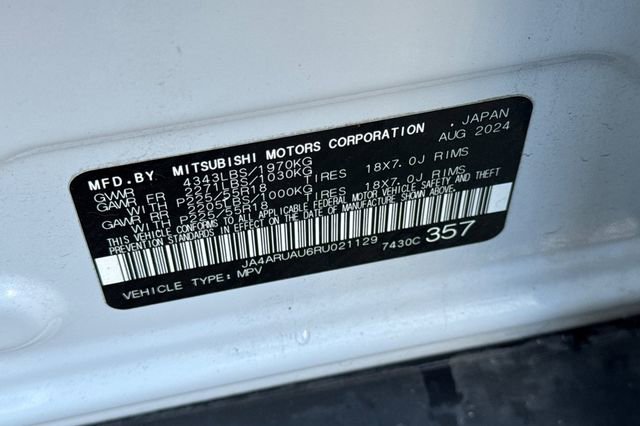 MFD.BY MITSUBISHI MOTORS CORPORATION , JAPAN
GVWR 4343LBS/1970KG AUG 2024
GAWR FR 2271LBS/1030KG
WITH P225/55R18 TIRES 18X7.0J RIMS
GAWR RR 2205LBS/1000KG
WITH P225/55R18 TIRES 18X7.0J RIMS
THIS VEHICLE CONFORMS TO ALL APPLICABLE FEDERAL MOTOR VEHICLE SAFETY AND THEFT
PREVENTION STANDARDS IN EFFECT ON THE DATE OF MANUFACTURE SHOWN ABOVE.
JA4ARUAU6RU021129 7430C 357
VEHICLE TYPE: MPV